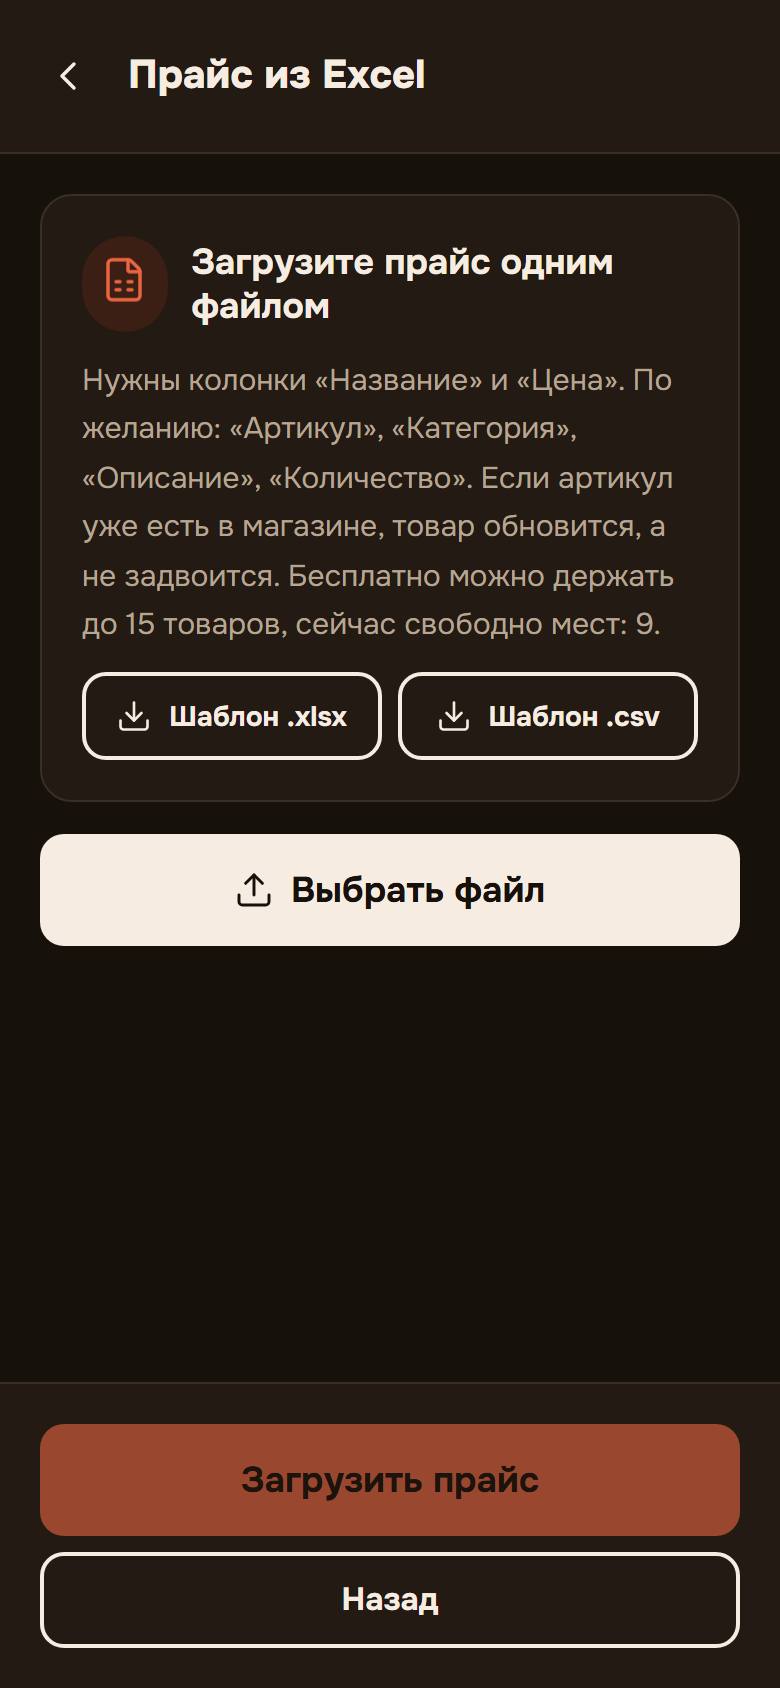 Прайс из Excel
Загрузите прайс одним
файлом
Нужны колонки «Название» и «Цена». По
желанию: «Артикул», «Категория»,
«Описание», «Количество». Если артикул
уже есть в магазине, товар обновится, а
не задвоится. Бесплатно можно держать
до 15 товаров, сейчас свободно мест: 9.
Шаблон .xlsx
Шаблон .csv
Выбрать файл
Загрузить прайс
Назад